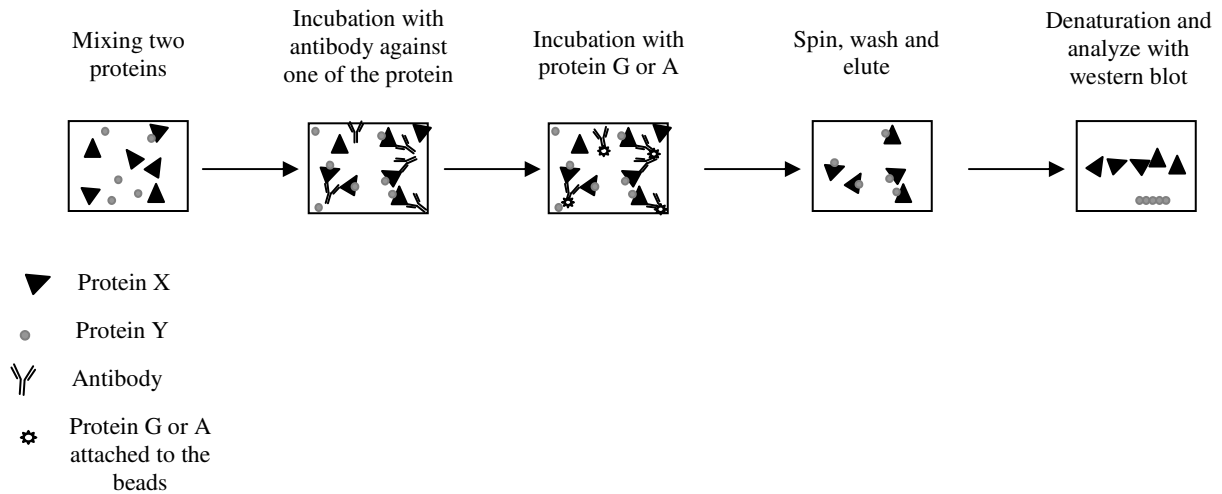 Mixing two
proteins
Incubation with
antibody against
one of the protein
Incubation with
protein G or A
Spin, wash and
elute
Denaturation and
analyze with
western blot
Protein X
Protein Y
Antibody
Protein G or A
attached to the
beads